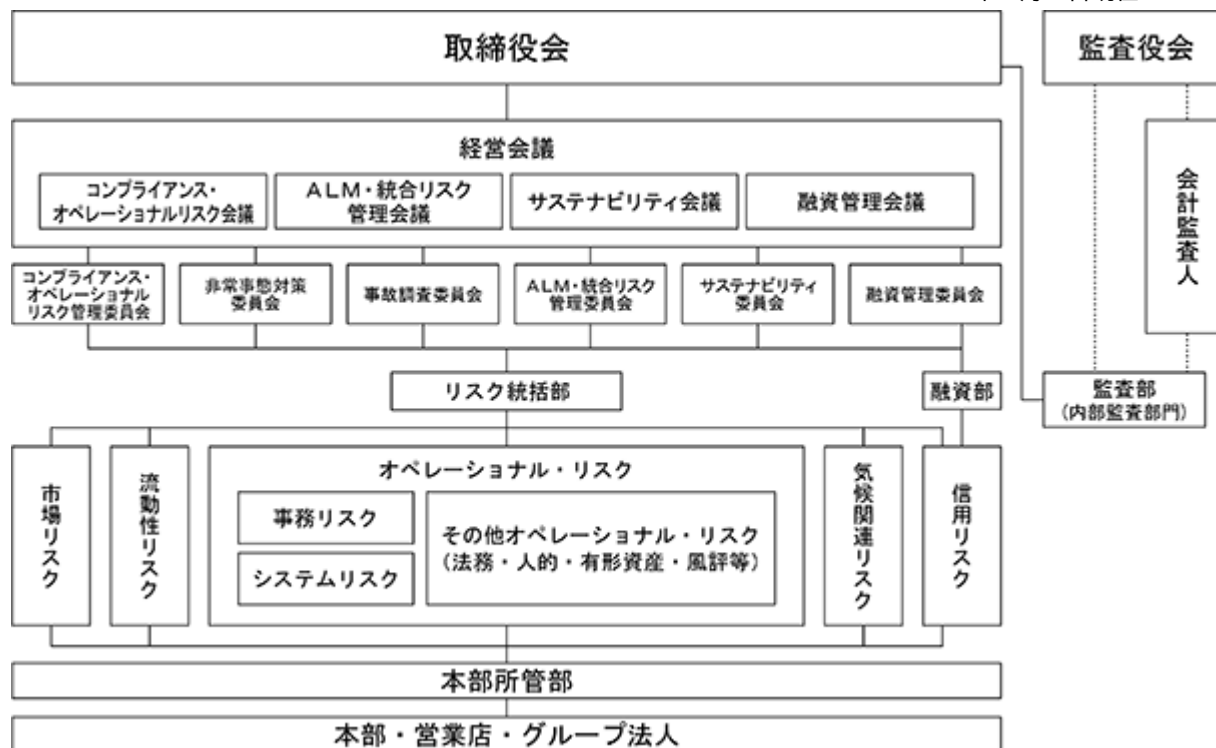 取締役会
監査役会
経営会議
コンプライアンス・
オペレーショナルリスク会議
ALM・統合リスク
管理会議
サステナビリティ会議
融資管理会議
会計監査人
コンプライアンス・
オペレーショナル
リスク管理委員会
非常事態対策
委員会
事故調査委員会
ALM・統合リスク
管理委員会
サステナビリティ
委員会
融資管理委員会
リスク統括部
融資部
監査部
(内部監査部門)
市場リスク
流動性リスク
オペレーショナル・リスク
事務リスク
システムリスク
その他オペレーショナル・リスク
(法務・人的・有形資産・風評等)
気候関連リスク
信用リスク
本部所管部
本部・営業店・グループ法人